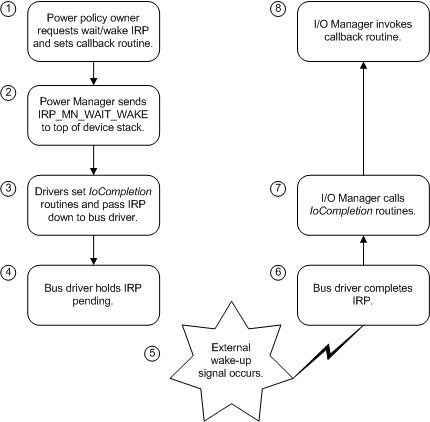 1
Power policy owner
requests wait/wake IRP
and sets callback routine.
2
Power Manager sends
IRP_MN_WAIT_WAKE
to top of device stack.
3
Drivers set IoCompletion
routines and pass IRP
down to bus driver.
4
Bus driver holds IRP
pending.
5
External
wake-up
signal occurs.
6
Bus driver completes
IRP.
7
I/O Manager calls
IoCompletion routines.
8
I/O Manager invokes
callback routine.